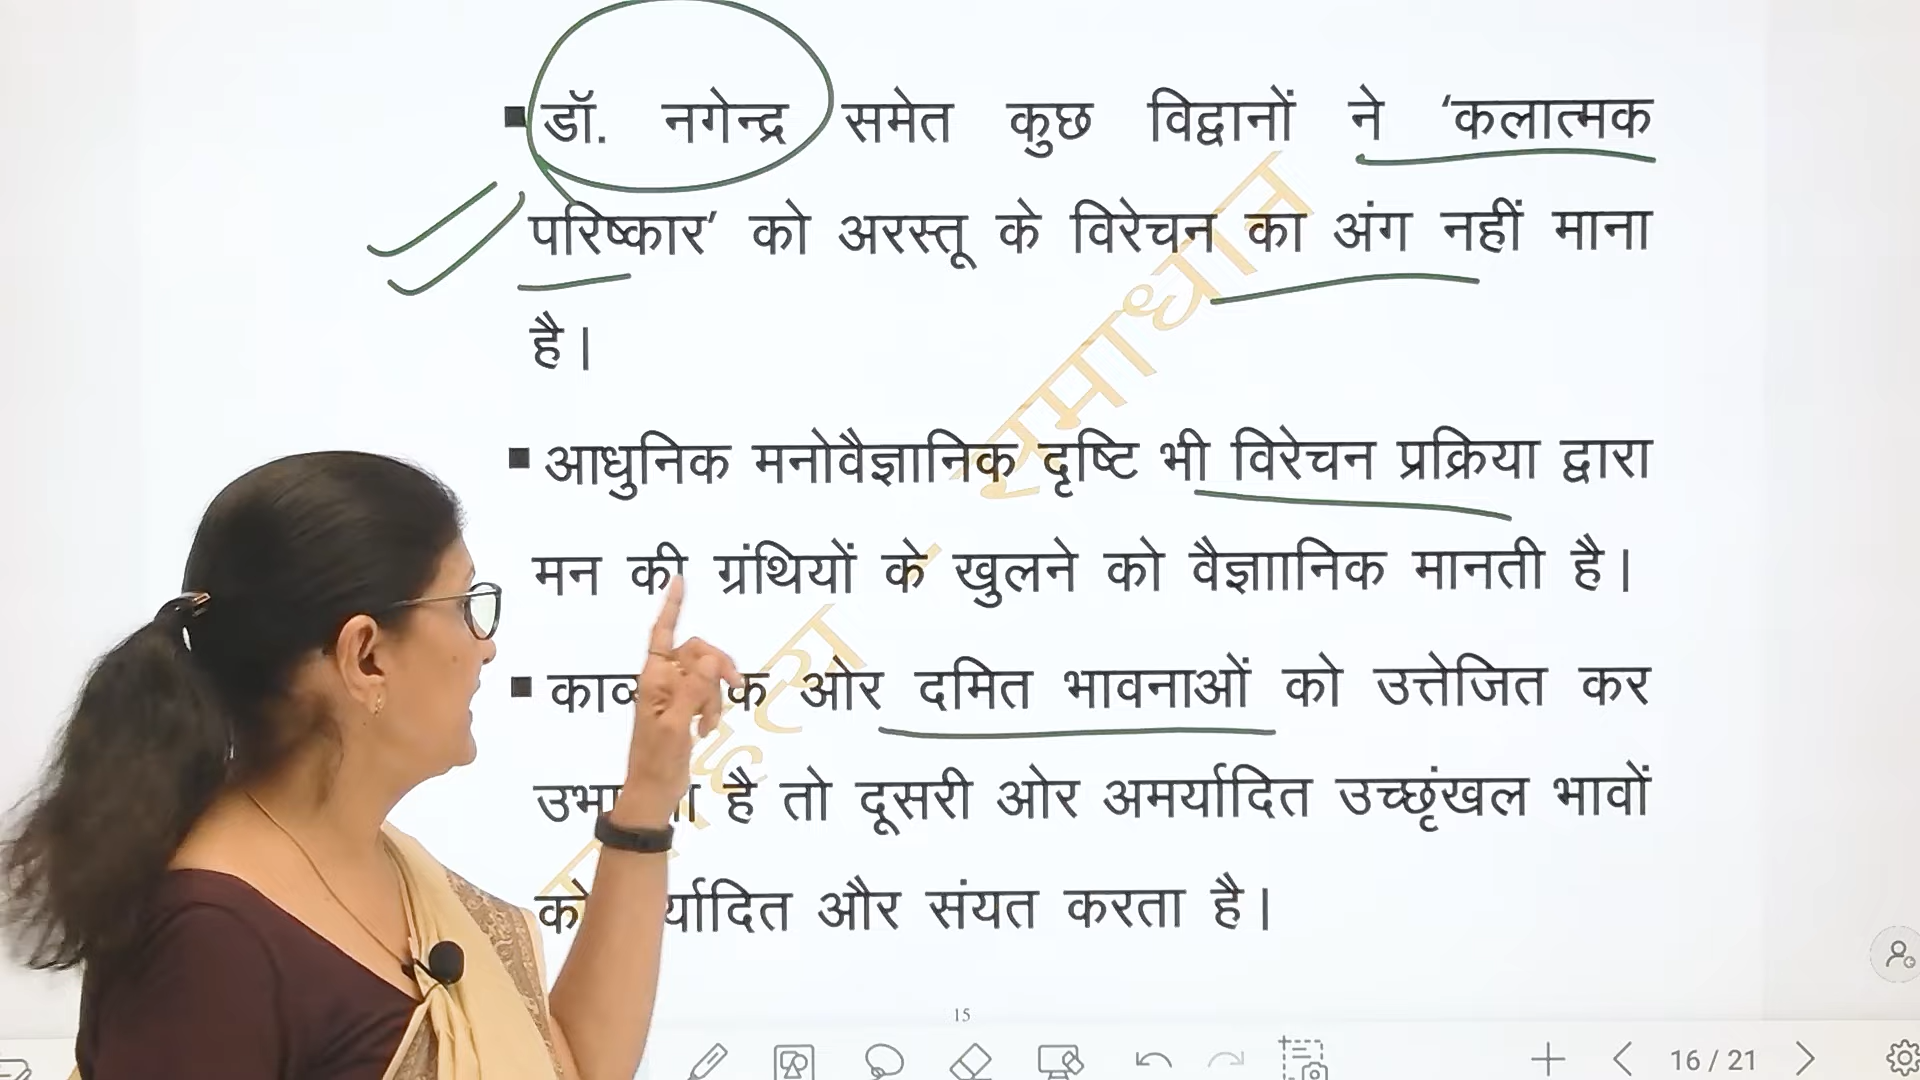 डॉ. नगेन्द्र समेत कुछ विद्वानों ने ‘कलात्मक
परिष्कार’ को अरस्तू के विरेचन का अंग नहीं माना
है।
आधुनिक मनोवैज्ञानिक दृष्टि भी विरेचन प्रक्रिया द्वारा
मन की ग्रंथियों के खुलने को वैज्ञाानिक मानती है।
ओर दमित भावनाओं को उत्तेजित कर
है तो दूसरी ओर अमर्यादित उच्छृंखल भावों
को और संयत करता है।
समाधान
15
16 / 21